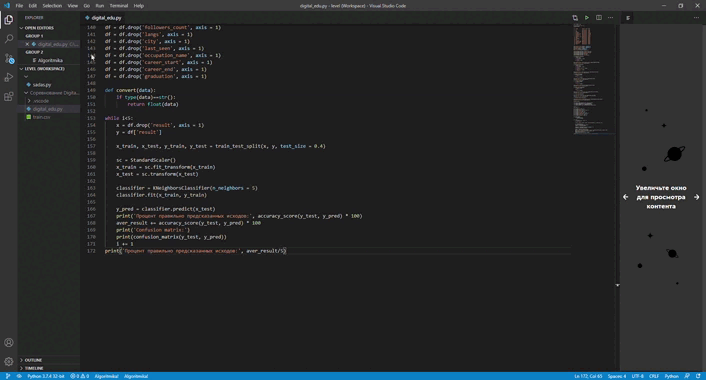 File Edit Selection View Go Run Terminal Help
digital_edu.py - level (Workspace) - Visual Studio Code
EXPLORER
OPEN EDITORS
GROUP 1
digital_edu.py
GROUP 2
Algoritmika
LEVEL (WORKSPACE)
sedas.py
Соревнование Digita...
.vscode
digital_edu.py
train.csv
OUTLINE
TIMELINE
digital_edu.py
140 df = df.drop('followers_count', axis = 1)
141 df = df.drop('langs', axis = 1)
142 df = df.drop('city', axis = 1)
143 df = df.drop('last_seen', axis = 1)
144 df = df.drop('occupation_name', axis = 1)
145 df = df.drop('career_start', axis = 1)
146 df = df.drop('career_end', axis = 1)
147 df = df.drop('graduation', axis = 1)
148
149 def convert(data):
150 if type(data)==str():
151 return float(data)
152
153 while i<5:
154 x = df.drop('result', axis = 1)
155 y = df['result']
156
157 x_train, x_test, y_train, y_test = train_test_split(x, y, test_size = 0.4)
158
159 sc = StandardScaler()
160 x_train = sc.fit_transform(x_train)
161 x_test = sc.transform(x_test)
162
163 classifier = KNeighborsClassifier(n_neighbors = 5)
164 classifier.fit(x_train, y_train)
165
166 y_pred = classifier.predict(x_test)
167 print('Процент правильно предсказанных исходов:', accuracy_score(y_test, y_pred) * 100)
168 aver_result += accuracy_score(y_test, y_pred) * 100
169 print('Confusion matrix:')
170 print(confusion_matrix(y_test, y_pred))
171 i += 1
172 print('Процент правильно предсказанных исходов:', aver_result/5)
Увеличьте окно
для просмотра
контента
Python 3.7.4 32-bit
0 0
Algoritmika!
Algoritmika!
Ln 172, Col 65
Spaces: 4
UTF-8
CRLF
Python